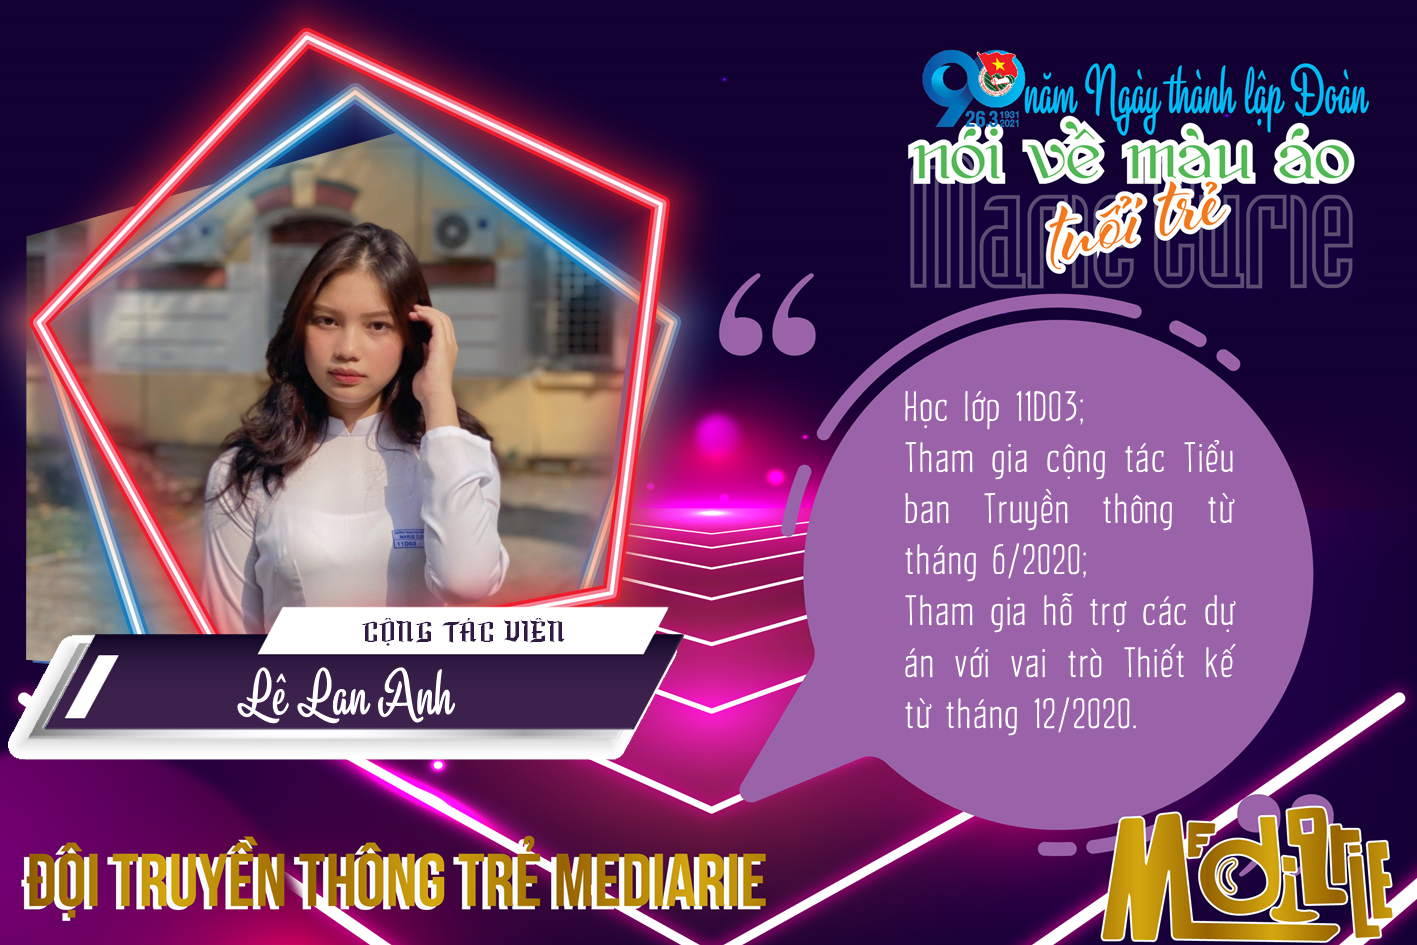 90 năm Ngày thành lập Đoàn
26.3 1931 2021
nói về màu áo
tuổi trẻ
Marie Curie
Học lớp 11D03;
Tham gia cộng tác Tiểu
ban Truyền thông từ
tháng 6/2020;
Tham gia hỗ trợ các dự
án với vai trò Thiết kế
từ tháng 12/2020.
MARIE CURIE
11D03
CỘNG TÁC VIÊN
Lê Lan Anh
ĐỘI TRUYỀN THÔNG TRẺ MEDIARIE
MEDIARIE